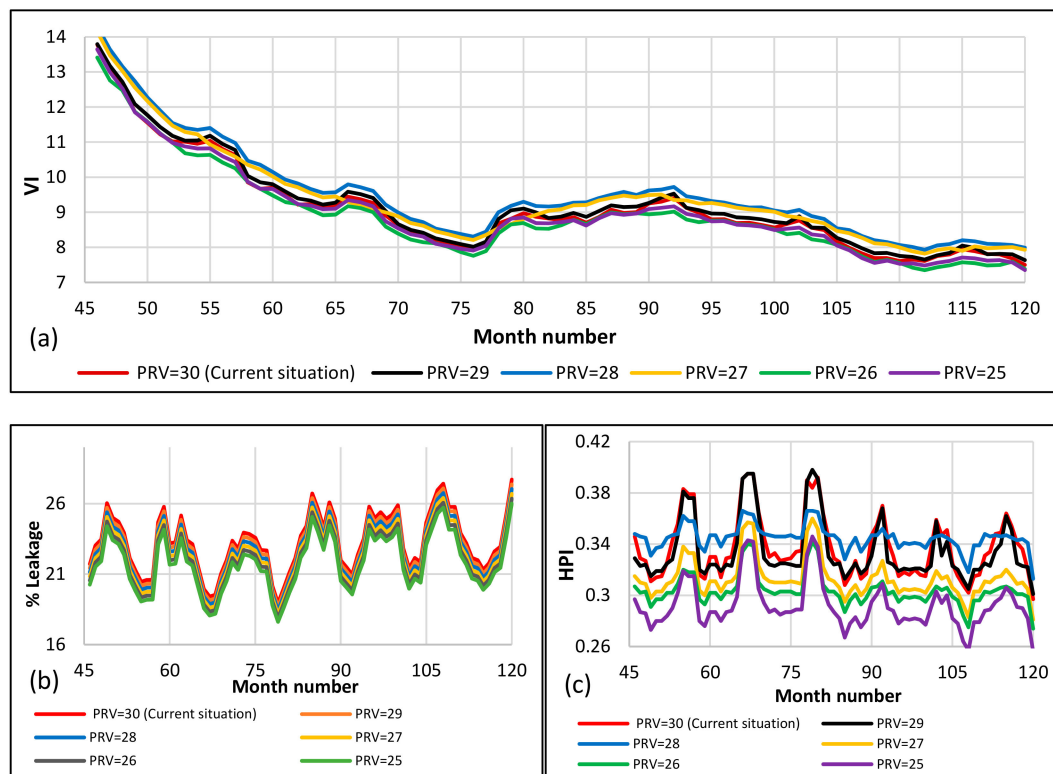 14
13
12
11
10
9
8
7
VI
45 50 55 60 65 70 75 80 85 90 95 100 105 110 115 120
(a)
Month number
PRV=30 (Current situation) PRV=29 PRV=28 PRV=27 PRV=26 PRV=25
26
21
16
% Leakage
45 60 75 90 105 120
(b)
Month number
PRV=30 (Current situation) PRV=29
PRV=28 PRV=27
PRV=26 PRV=25
0.42
0.38
0.34
0.3
0.26
HPI
45 60 75 90 105 120
(c)
Month number
PRV=30 (Current situation) PRV=29
PRV=28 PRV=27
PRV=26 PRV=25